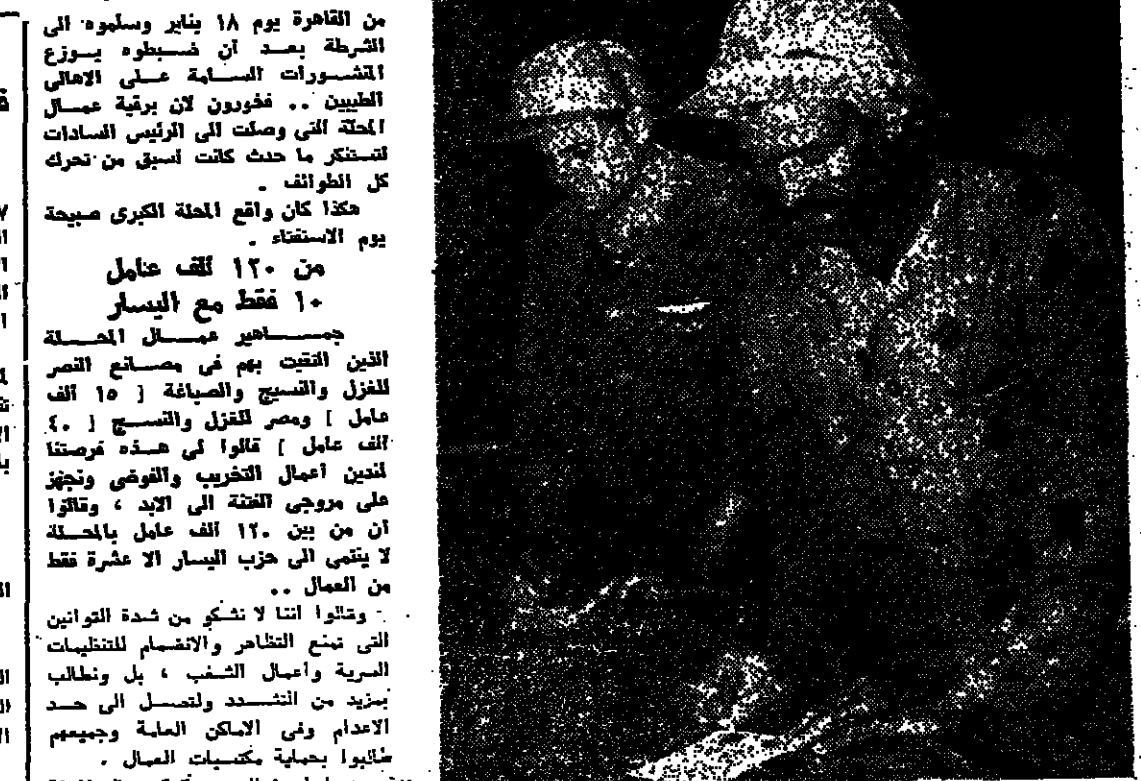 من القاهرة يوم ١٨ يناير وسلموه الى
الشرطة بعد ان ضبطوه يوزع
المنشورات السامة على الاهالى
الطيبين .. فخورون لان برقية عمال
المحلة التى وصلت الى الرئيس السادات
لتستنكر ما حدث كانت اسبق من تحرك
كل الطوائف .
هكذا كان واقع المحلة الكبرى صبيحة
يوم الاستفتاء .
من ١٢٠ ألف عامل
١٠ فقط مع اليسار
جماهير عمال المحلة
الذين التقيت بهم فى مصانع النصر
للغزل والنسيج والصباغة [ ١٥ ألف
عامل ] ومصر للغزل والنسيج [ ٤٠
ألف عامل ] قالوا لى هذه فرصتنا
لندين أعمال التخريب والفوضى ونجهز
على مروجى الفتنة الى الابد ، وقالوا
أن من بين ١٢٠ ألف عامل بالمحلة
لا ينتمى الى حزب اليسار الا عشرة فقط
من العمال ..
- وقالوا اننا لا نشكو من شدة القوانين
التى تمنع التظاهر والانضمام للتنظيمات
السرية وأعمال الشغب ، بل ونطالب
بمزيد من التشدد ولتصل الى حد
الاعدام وفى الاماكن العامة وجميعهم
طالبوا بحماية مكتسبات العمال .